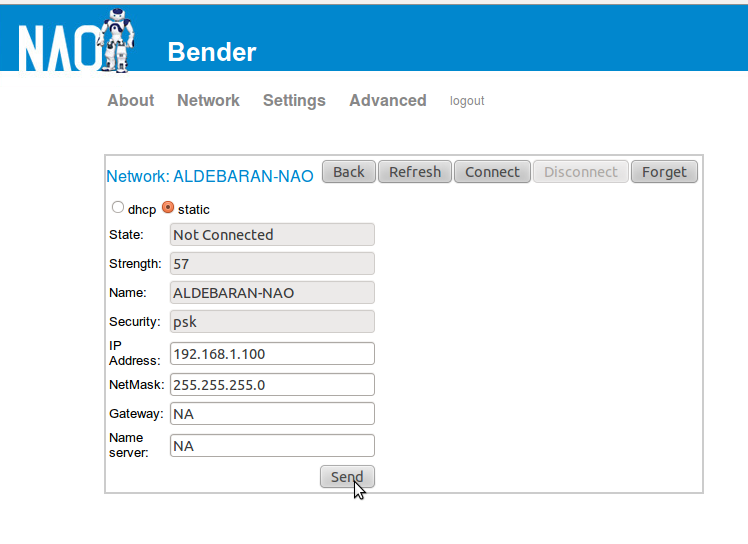 NAO Bender
About Network Settings Advanced logout
Network: ALDEBARAN-NAO Back Refresh Connect Disconnect Forget
dhcp static
State: Not Connected
Strength: 57
Name: ALDEBARAN-NAO
Security: psk
IP
Address: 192.168.1.100
NetMask: 255.255.255.0
Gateway: NA
Name
server: NA
Send